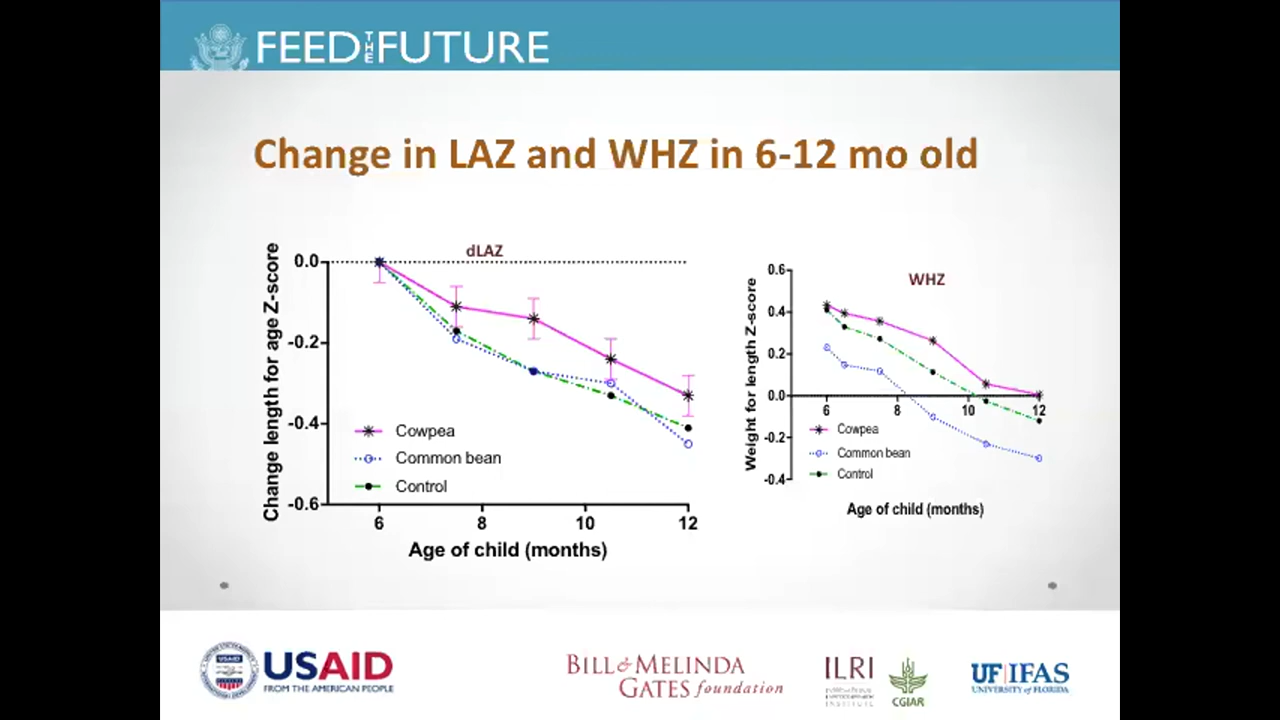 FEED THE FUTURE
Change in LAZ and WHZ in 6-12 mo old
dLAZ
Change length for age Z-score
0.0
-0.2
-0.4
-0.6
Cowpea
Common bean
Control
6 8 10 12
Age of child (months)
WHZ
Weight for length Z-score
0.6
0.4
0.2
0.0
-0.2
-0.4
6 8 10 12
Cowpea
Common bean
Control
Age of child (months)
USAID
USAID
FROM THE AMERICAN PEOPLE
BILL & MELINDA
GATES foundation
ILRI
CGIAR
UF IFAS
UNIVERSITY of FLORIDA